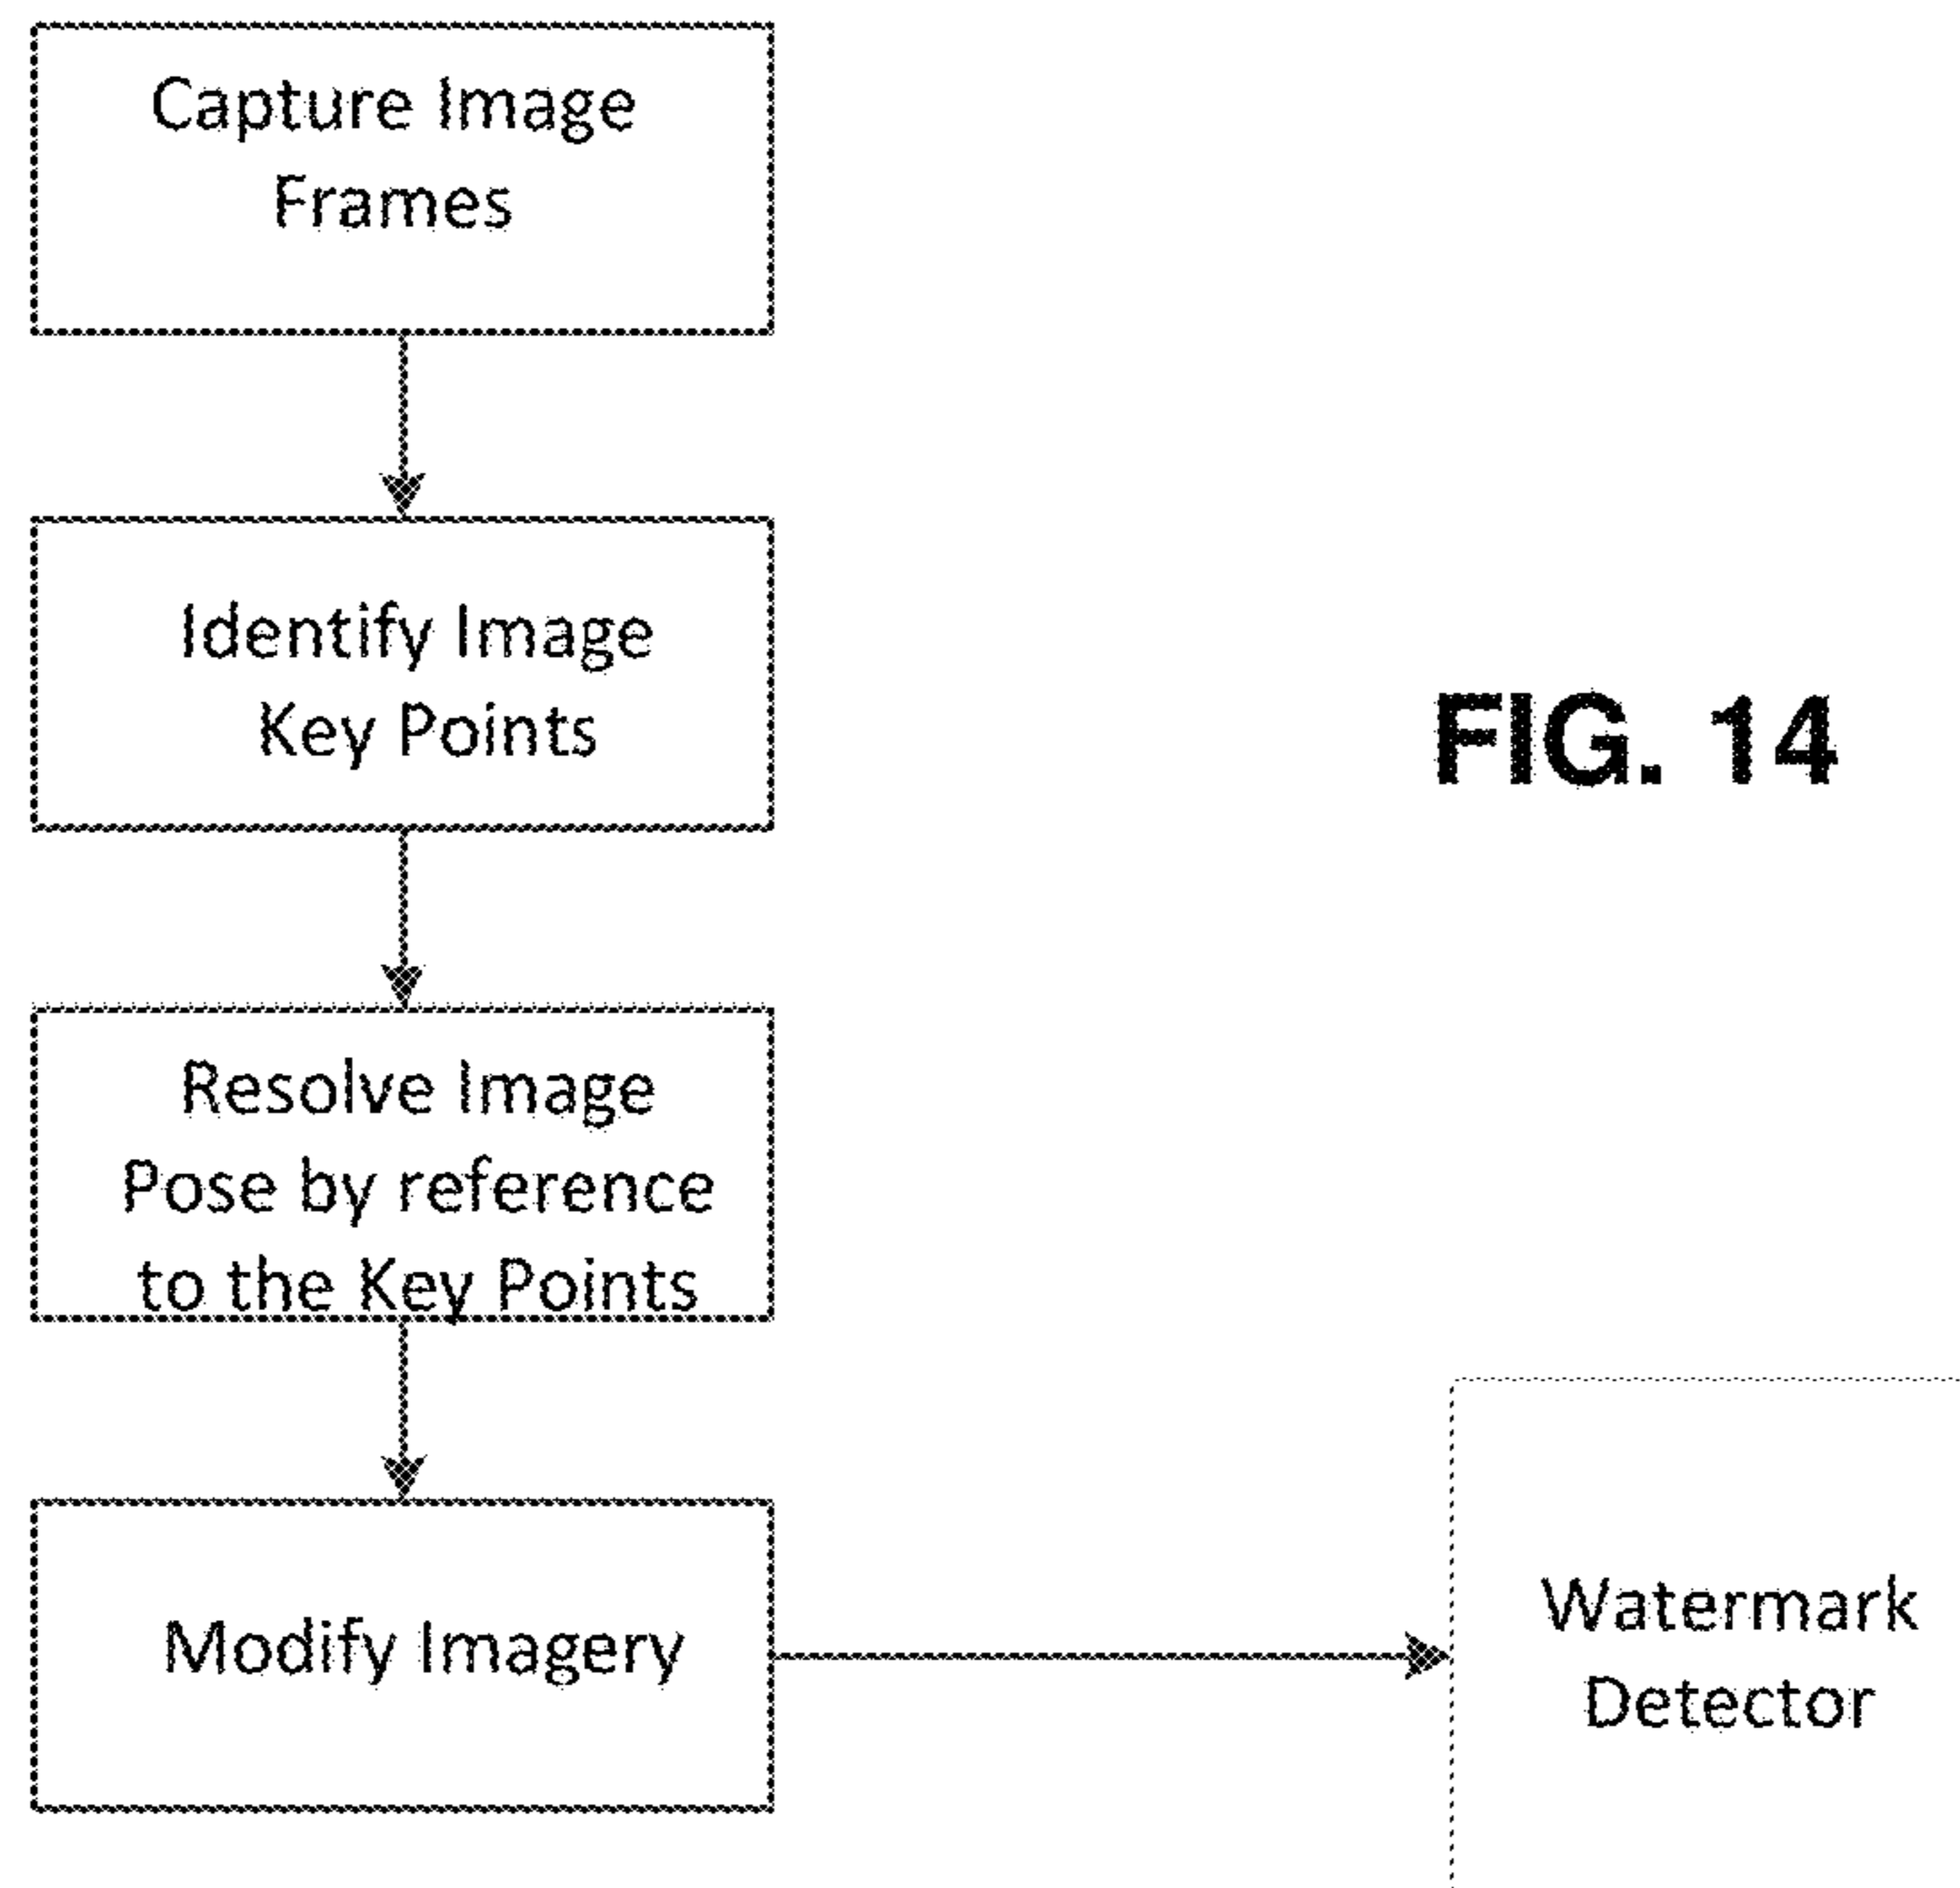 Capture Image
Frames
Identify Image
Key Points
FIG. 14
Resolve Image
Pose by reference
to the Key Points
Modify Imagery
Watermark
Detector